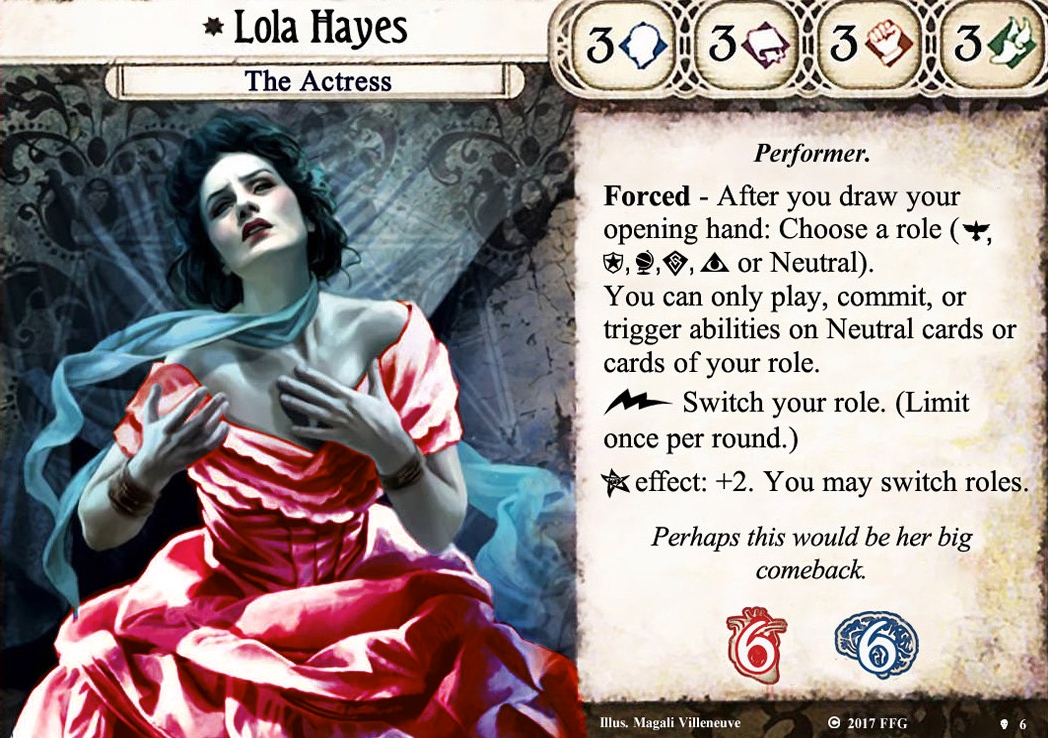 Lola Hayes
The Actress
3 3 3 3
Performer.
Forced - After you draw your
opening hand: Choose a role ( ,
, , , or Neutral).
You can only play, commit, or
trigger abilities on Neutral cards or
cards of your role.
Switch your role. (Limit
once per round.)
effect: +2. You may switch roles.
Perhaps this would be her big
comeback.
6 6
Illus. Magali Villeneuve © 2017 FFG 6